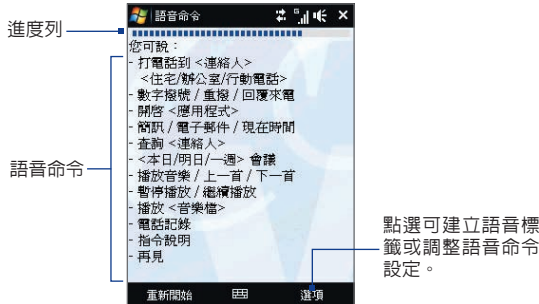 語音命令
進度列
您可說：
- 打電話到 <連絡人>
<住宅/辦公室/行動電話>
- 數字撥號 / 重撥 / 回覆來電
- 開啓 <應用程式>
- 簡訊 / 電子郵件 / 現在時間
- 查詢 <連絡人>
- <本日/明日/一週> 會議
- 播放音樂 / 上一首 / 下一首
- 暫停播放 / 繼續播放
- 播放 <音樂檔>
- 電話記錄
- 指令說明
- 再見
語音命令
點選可建立語音標
籤或調整語音命令
設定。
重新開始
選項